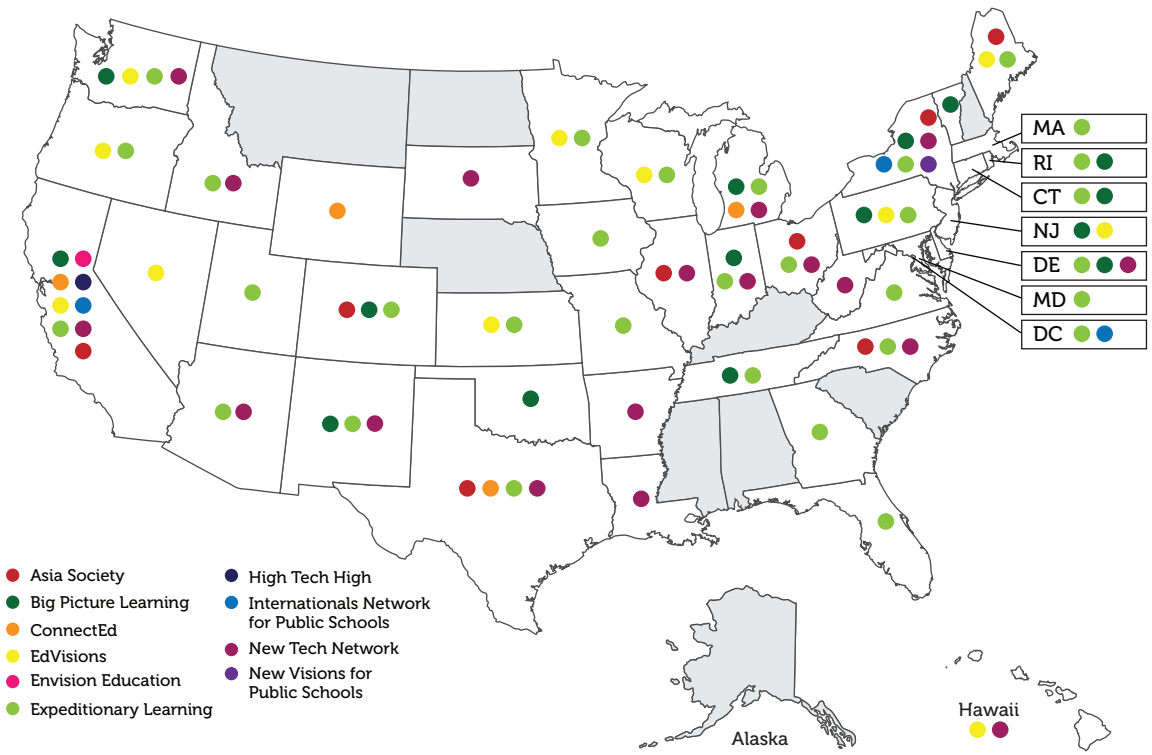 MA
RI
CT
NJ
DE
MD
DC
Asia Society
Big Picture Learning
ConnectEd
EdVisions
Envision Education
Expeditionary Learning
High Tech High
Internationals Network
for Public Schools
New Tech Network
New Visions for
Public Schools
Alaska
Hawaii